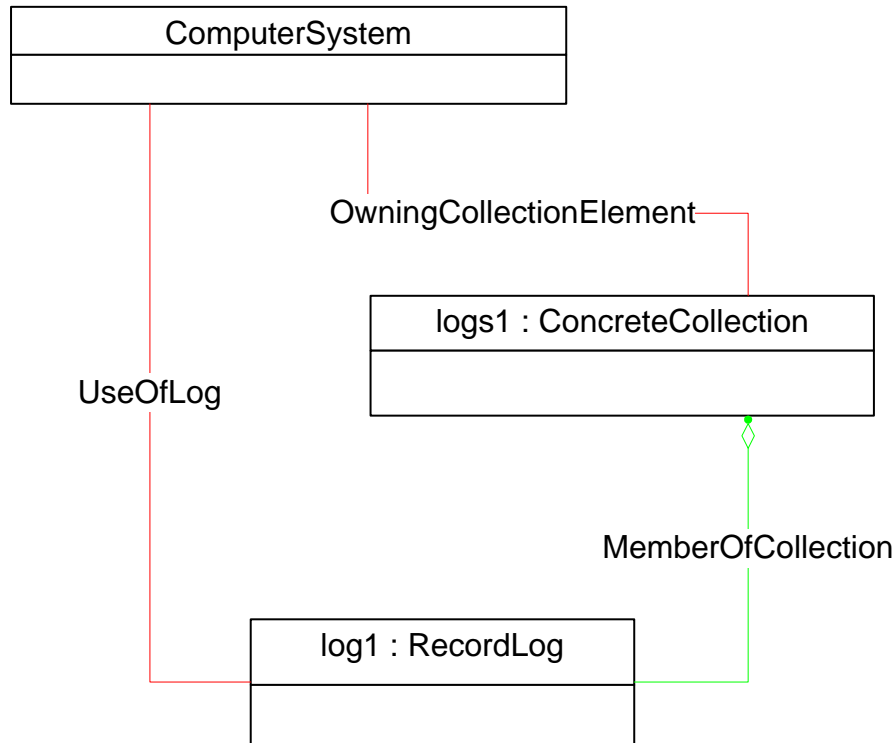 ComputerSystem
OwningCollectionElement
logs1 : ConcreteCollection
UseOfLog
MemberOfCollection
log1 : RecordLog